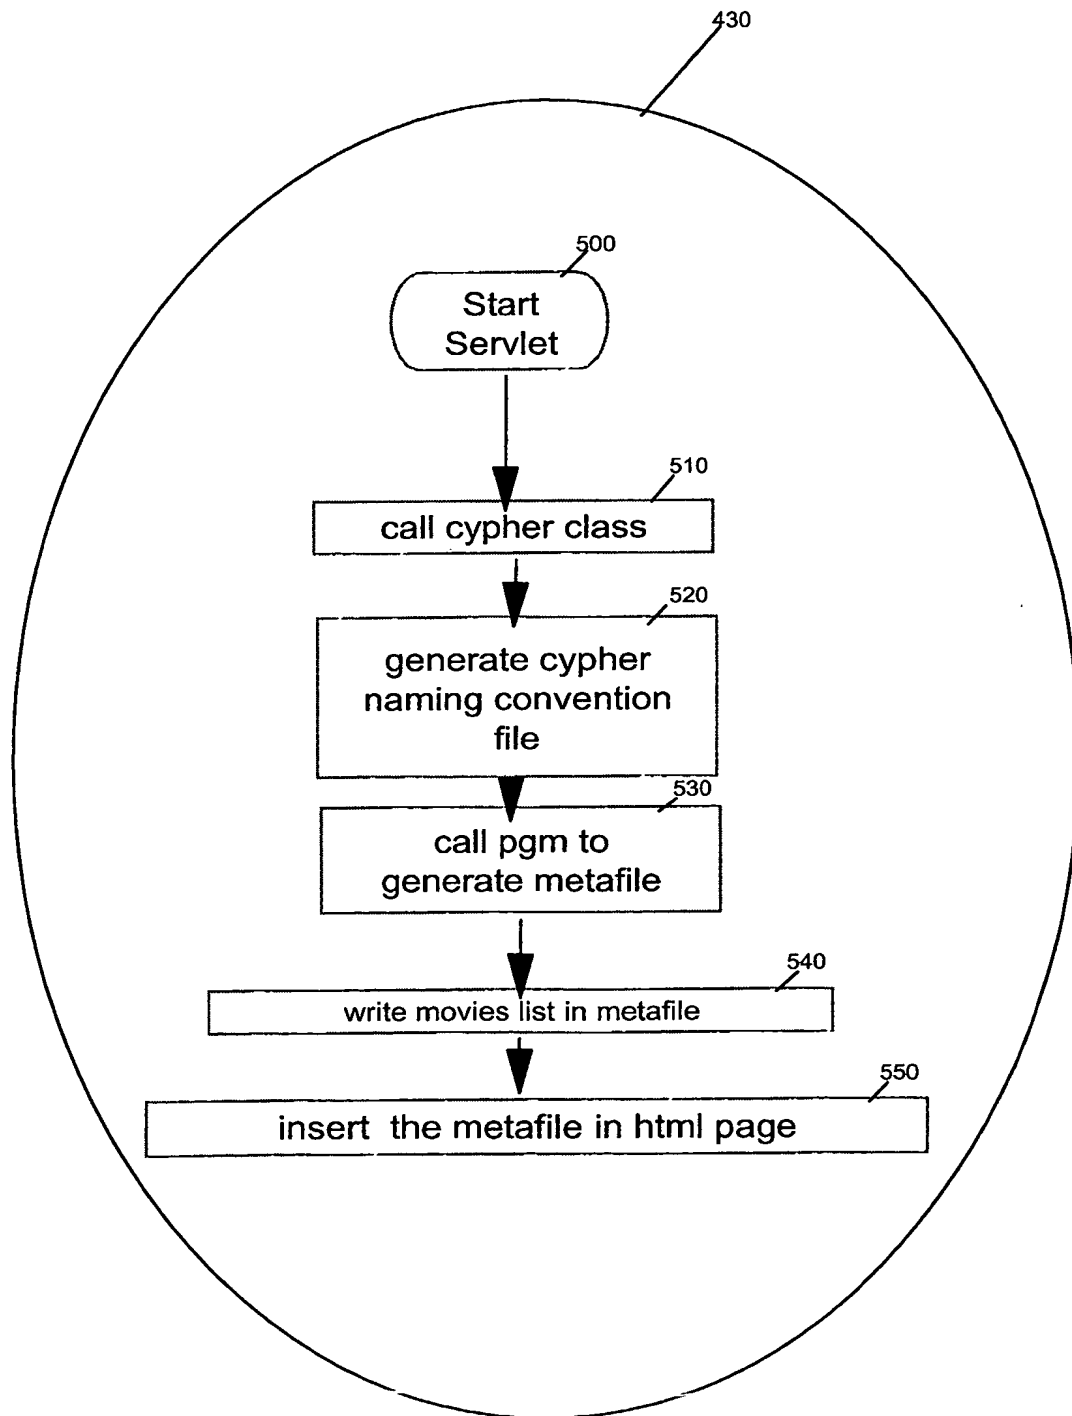 430
500
Start
Servlet
510
call cypher class
520
generate cypher
naming convention
file
530
call pgm to
generate metafile
540
write movies list in metafile
550
insert the metafile in html page